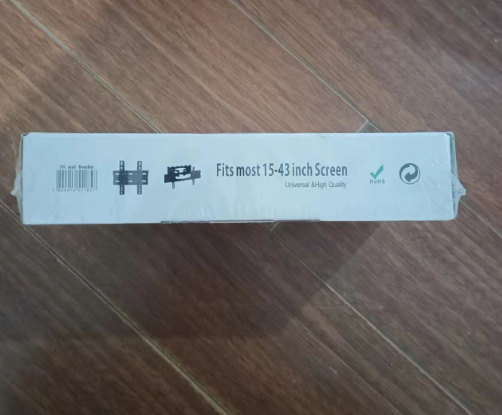 Fits most 15-43 inch Screen
Universal &High Quality
RoHS